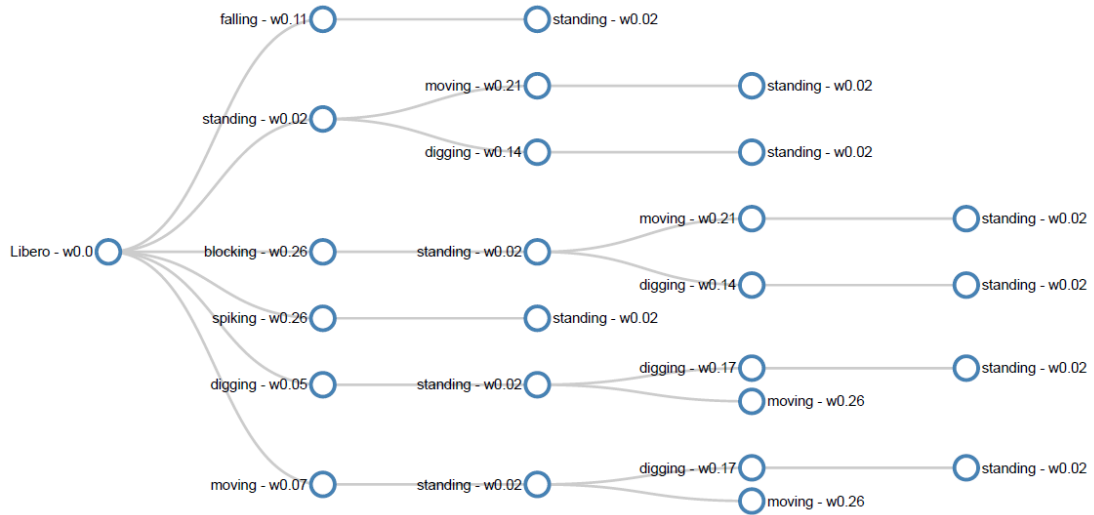 falling - w0.11
standing - w0.02
moving - w0.21
standing - w0.02
standing - w0.02
digging - w0.14
standing - w0.02
moving - w0.21
standing - w0.02
Libero - w0.0
blocking - w0.26
standing - w0.02
digging - w0.14
standing - w0.02
spiking - w0.26
standing - w0.02
digging - w0.17
standing - w0.02
digging - w0.05
standing - w0.02
moving - w0.26
digging - w0.17
standing - w0.02
moving - w0.07
standing - w0.02
moving - w0.26